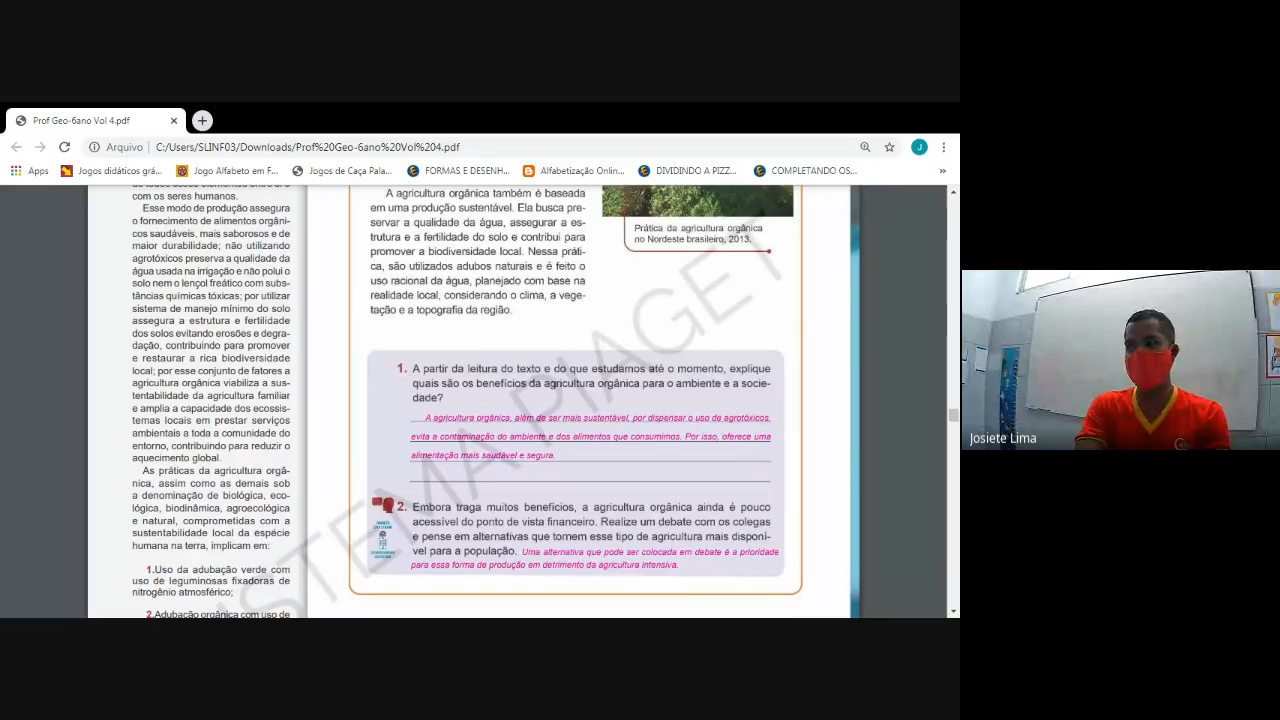 Prof Geo-6ano Vol 4.pdf
Arquivo
C:/Users/SLINF03/Downloads/Prof%20Geo-6ano%20Vol%204.pdf
J
Apps
Jogos didáticos grá...
Jogo Alfabeto em F...
Jogos de Caça Pala...
FORMAS E DESENH...
Alfabetização Onlin...
DIVIDINDO A PIZZ...
COMPLETANDO OS...
»
com os seres humanos.
Esse modo de produção assegura
o fornecimento de alimentos orgâni-
cos saudáveis, mais saborosos e de
maior durabilidade; não utilizando
agrotóxicos preserva a qualidade da
água usada na irrigação e não polui o
solo nem o lençol freático com subs-
tâncias químicas tóxicas; por utilizar
sistema de manejo mínimo do solo
assegura a estrutura e fertilidade
dos solos evitando erosões e degra-
dação, contribuindo para promover
e restaurar a rica biodiversidade
local; por esse conjunto de fatores a
agricultura orgânica viabiliza a sus-
tentabilidade da agricultura familiar
e amplia a capacidade dos ecossis-
temas locais em prestar serviços
ambientais a toda a comunidade do
entorno, contribuindo para reduzir o
aquecimento global.
As práticas da agricultura orgâ-
nica, assim como as demais sob
a denominação de biológica, eco-
lógica, biodinâmica, agroecológica
e natural, comprometidas com a
sustentabilidade local da espécie
humana na terra, implicam em:
1.Uso da adubação verde com
uso de leguminosas fixadoras de
nitrogênio atmosférico;
2.Adubação orgânica com uso de
A agricultura orgânica também é baseada
em uma produção sustentável. Ela busca pre-
servar a qualidade da água, assegurar a es-
trutura e a fertilidade do solo e contribui para
promover a biodiversidade local. Nessa práti-
ca, são utilizados adubos naturais e é feito o
uso racional da água, planejado com base na
realidade local, considerando o clima, a vege-
tação e a topografia da região.
Prática da agricultura orgânica
no Nordeste brasileiro, 2013.
1. A partir da leitura do texto e do que estudamos até o momento, explique
quais são os benefícios da agricultura orgânica para o ambiente e a socie-
dade?
A agricultura orgânica, além de ser mais sustentável, por dispensar o uso de agrotóxicos,
evita a contaminação do ambiente e dos alimentos que consumimos. Por isso, oferece uma
alimentação mais saudável e segura.
2. Embora traga muitos benefícios, a agricultura orgânica ainda é pouco
acessível do ponto de vista financeiro. Realize um debate com os colegas
e pense em alternativas que tornem esse tipo de agricultura mais disponí-
vel para a população. Uma alternativa que pode ser colocada em debate é a prioridade
para essa forma de produção em detrimento da agricultura intensiva.
SISTEMA PIAGET
Josiete Lima